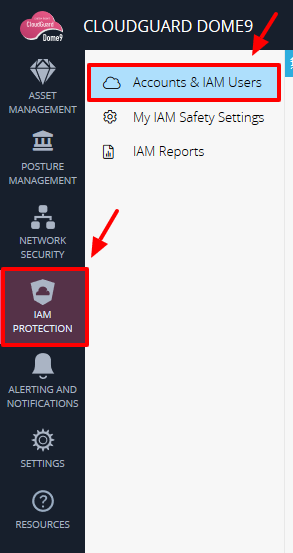 CloudGuard
Dome9
CLOUDGUARD DOME9
ASSET
MANAGEMENT
POSTURE
MANAGEMENT
NETWORK
SECURITY
IAM
PROTECTION
ALERTING AND
NOTIFICATIONS
SETTINGS
RESOURCES
Accounts & IAM Users
My IAM Safety Settings
IAM Reports